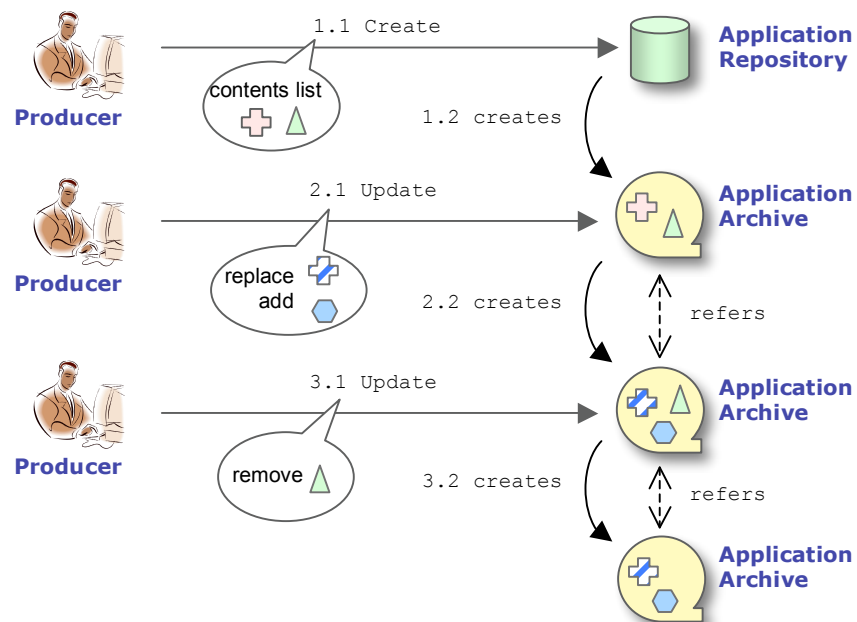 1.1 Create
Application
Repository
contents list
Producer
1.2 creates
2.1 Update
Application
Archive
replace
add
Producer
2.2 creates
refers
3.1 Update
Application
Archive
Producer
remove
3.2 creates
refers
Application
Archive